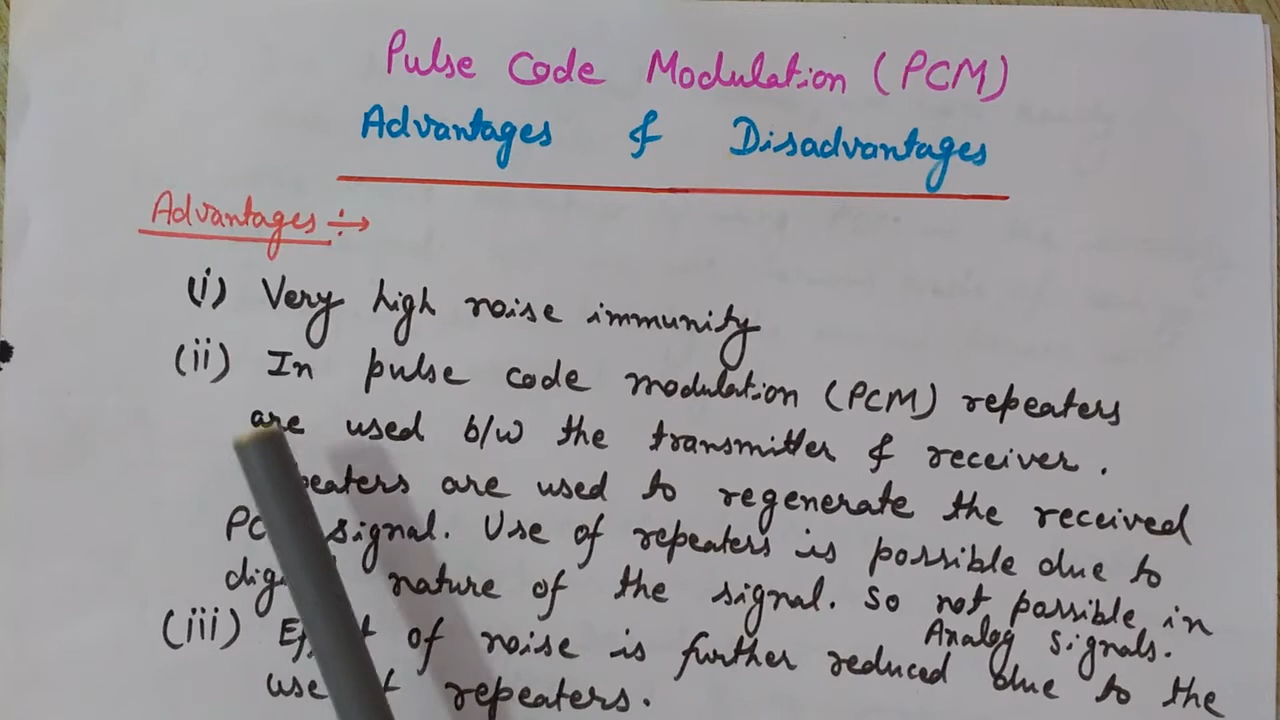 Pulse Code Modulation (PCM)
Advantages & Disadvantages
Advantages :→
(i) Very high noise immunity
(ii) In pulse code modulation (PCM) repeaters
are used b/w the transmitter & receiver.
are used to regenerate the received
signal. Use of repeaters is possible due to
nature of the signal. So not possible in
Analog signals.
(iii) of noise is further reduced due to the
repeaters.